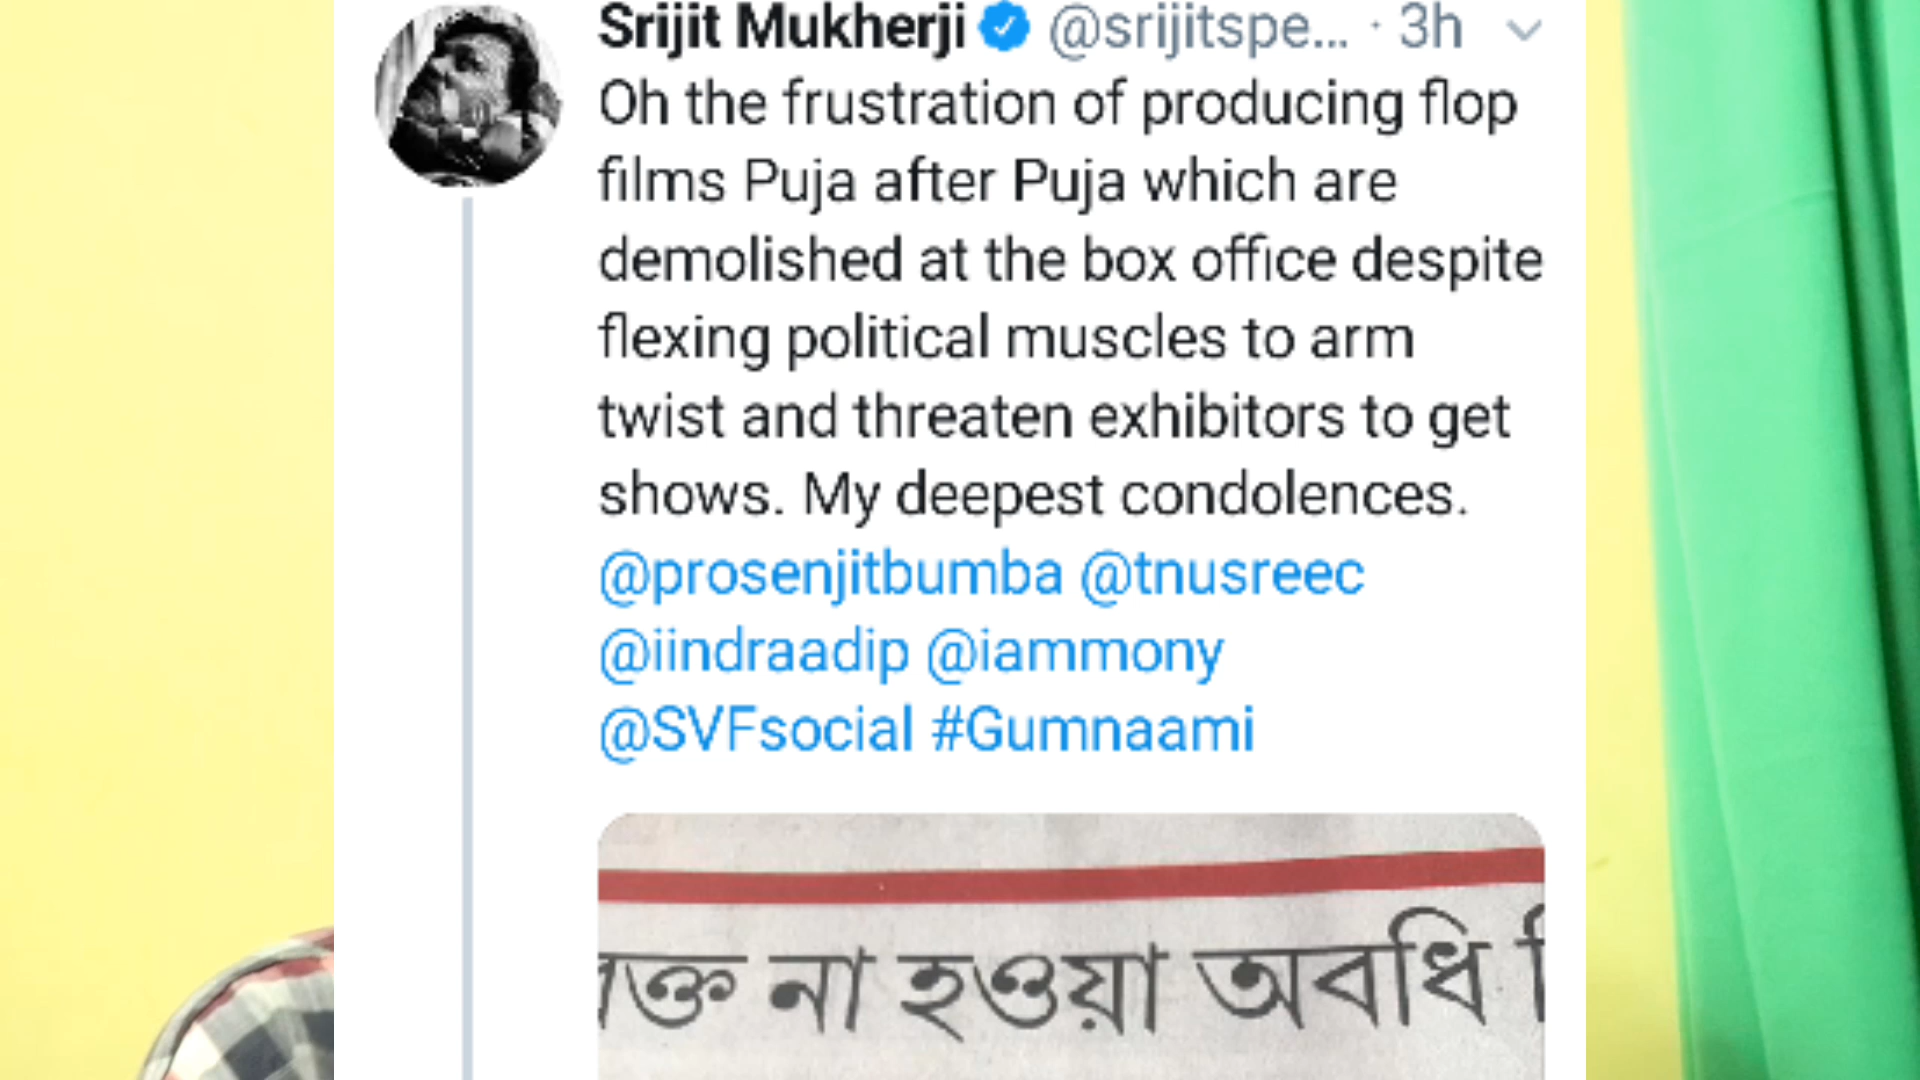 Srijit Mukherji @srijitspe... · 3h
Oh the frustration of producing flop
films Puja after Puja which are
demolished at the box office despite
flexing political muscles to arm
twist and threaten exhibitors to get
shows. My deepest condolences.
@prosenjitbumba @tnusreec
@iindraadip @iammony
@SVFsocial #Gumnaami
না হওয়া অবধি